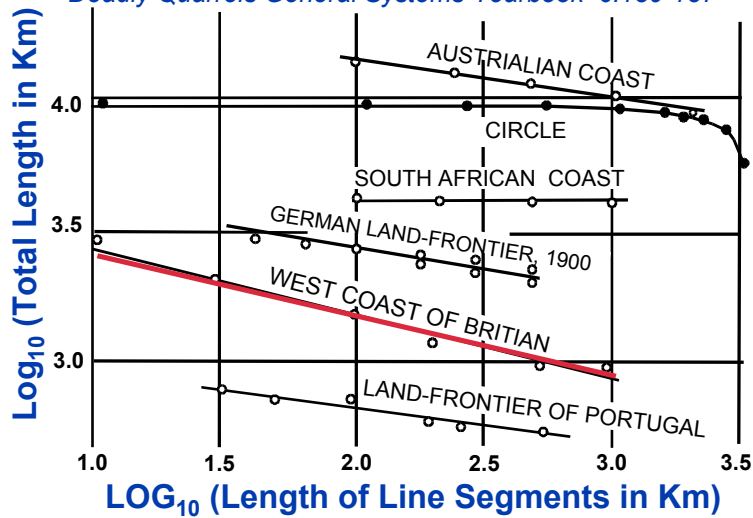 Log₁₀ (Total Length in Km)
AUSTRALIAN COAST
4.0
CIRCLE
SOUTH AFRICAN COAST
3.5
GERMAN LAND-FRONTIER, 1900
WEST COAST OF BRITIAN
3.0
LAND-FRONTIER OF PORTUGAL
1.0 1.5 2.0 2.5 3.0 3.5
LOG₁₀ (Length of Line Segments in Km)